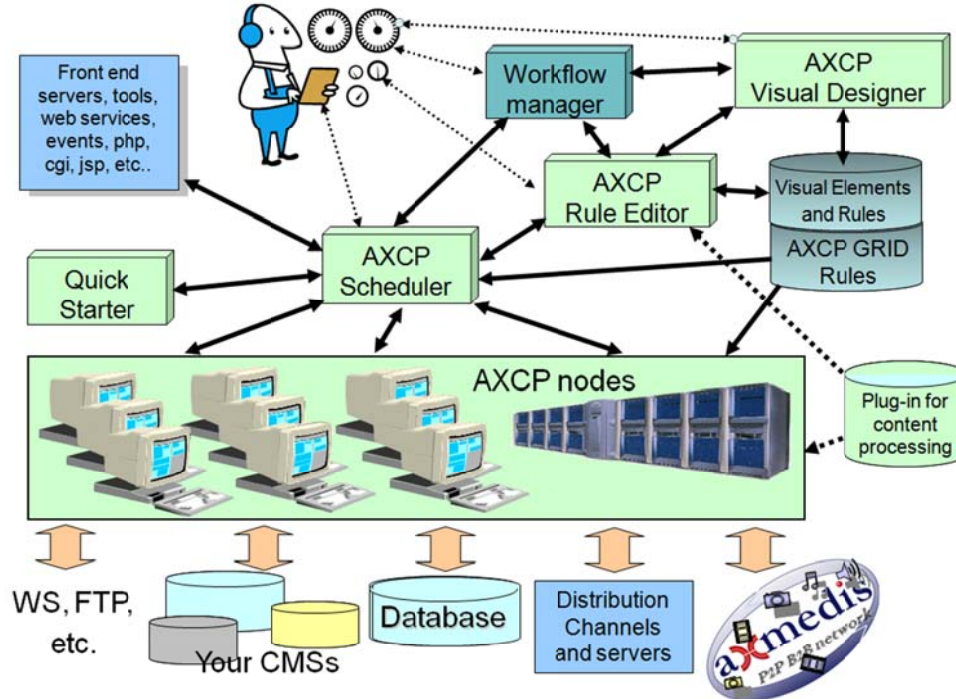 Front end
servers, tools,
web services,
events, php,
cgi, jsp, etc..
Workflow
manager
AXCP
Visual Designer
AXCP
Rule Editor
Visual Elements
and Rules
AXCP GRID
Rules
AXCP
Scheduler
Quick
Starter
AXCP nodes
Plug-in for
content
processing
WS, FTP,
etc.
Your CMSs
Database
Distribution
Channels
and servers
axmedis
P2P B2B network